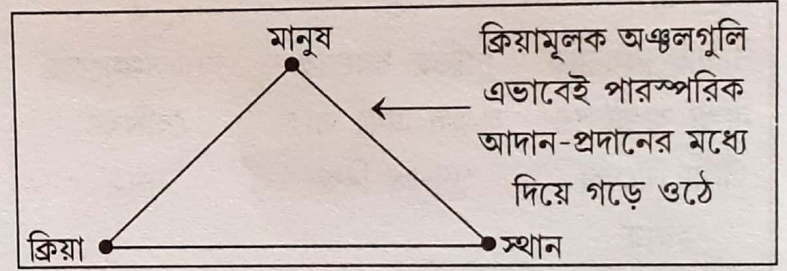 মানুষ
ক্রিয়ামূলক অঞ্চলগুলি
এভাবেই পারস্পরিক
আদান-প্রদানের মধ্যে
দিয়ে গড়ে ওঠে
ক্রিয়া
স্থান